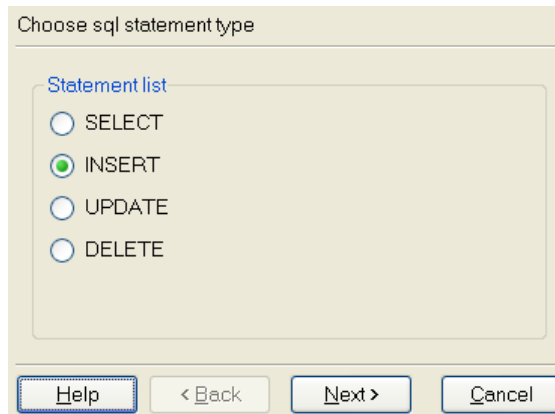 Choose sql statement type
Statement list
SELECT
INSERT
UPDATE
DELETE
Help < Back Next > Cancel